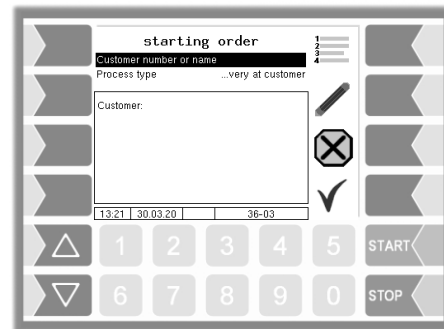 starting order
1
2
3
4
Customer number or name
Process type ...very at customer
Customer:
13:21 30.03.20 36-03
1 2 3 4 5 START
6 7 8 9 0 STOP